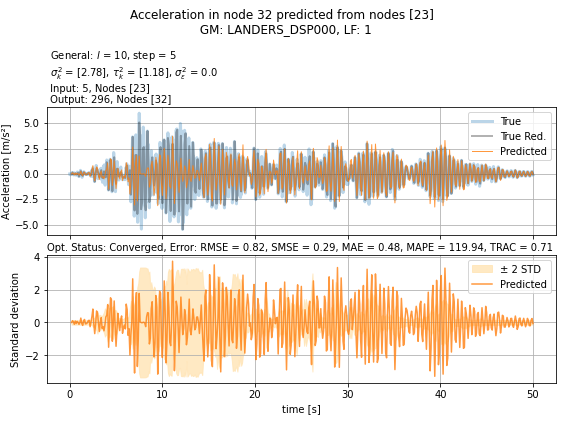 Acceleration in node 32 predicted from nodes [23]
GM: LANDERS_DSP000, LF: 1
General: l = 10, step = 5
σ²ₖ = [2.78], τ²ₖ = [1.18], σ²ₑ = 0.0
Input: 5, Nodes [23]
Output: 296, Nodes [32]
Acceleration [m/s²]
5.0
2.5
0.0
−2.5
−5.0
True
True Red.
Predicted
Opt. Status: Converged, Error: RMSE = 0.82, SMSE = 0.29, MAE = 0.48, MAPE = 119.94, TRAC = 0.71
Standard deviation
4
2
0
−2
± 2 STD
Predicted
0 10 20 30 40 50
time [s]